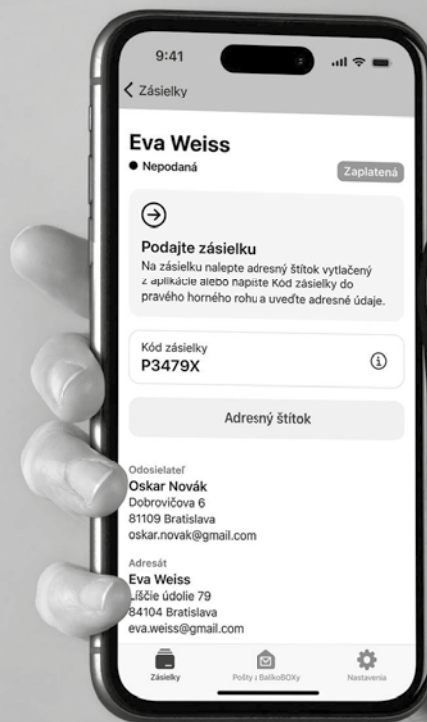 9:41
Zásielky
Eva Weiss
Nepodaná
Zaplatená
Podajte zásielku
Na zásielku nalepte adresný štítok vytlačený
z aplikácie alebo napíšte Kód zásielky do
pravého horného rohu a uveďte adresné údaje.
Kód zásielky
P3479X
Adresný štítok
Odosielateľ
Oskar Novák
Dobrovičova 6
81109 Bratislava
oskar.novak@gmail.com
Adresát
Eva Weiss
Líščie údolie 79
84104 Bratislava
eva.weiss@gmail.com
Zásielky
Pošty a BalíkoBOXy
Nastavenia